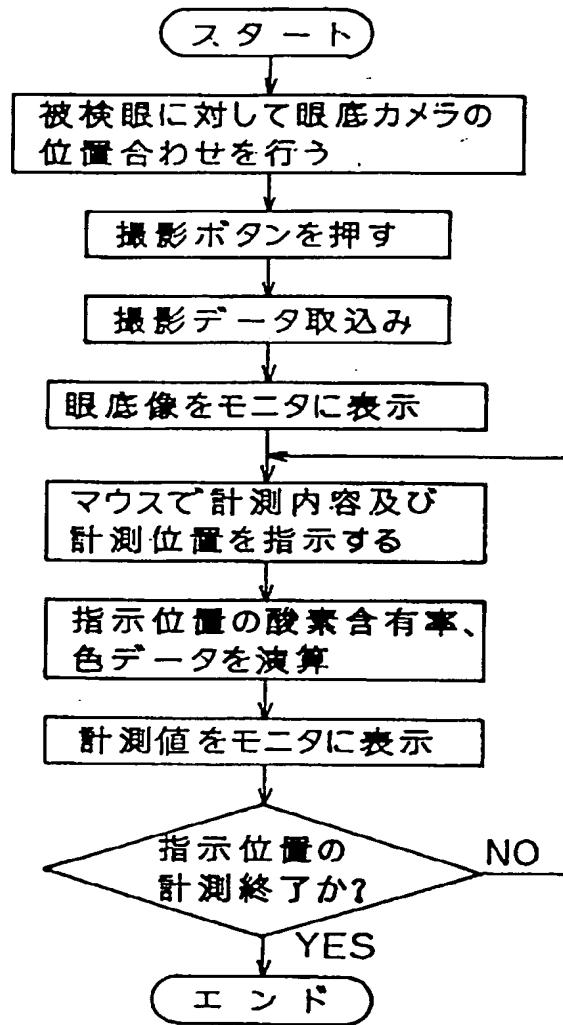 スタート
被検眼に対して眼底カメラの
位置合わせを行う
撮影ボタンを押す
撮影データ取込み
眼底像をモニタに表示
マウスで計測内容及び
計測位置を指示する
指示位置の酸素含有率、
色データを演算
計測値をモニタに表示
指示位置の
計測終了か?
NO
YES
エンド